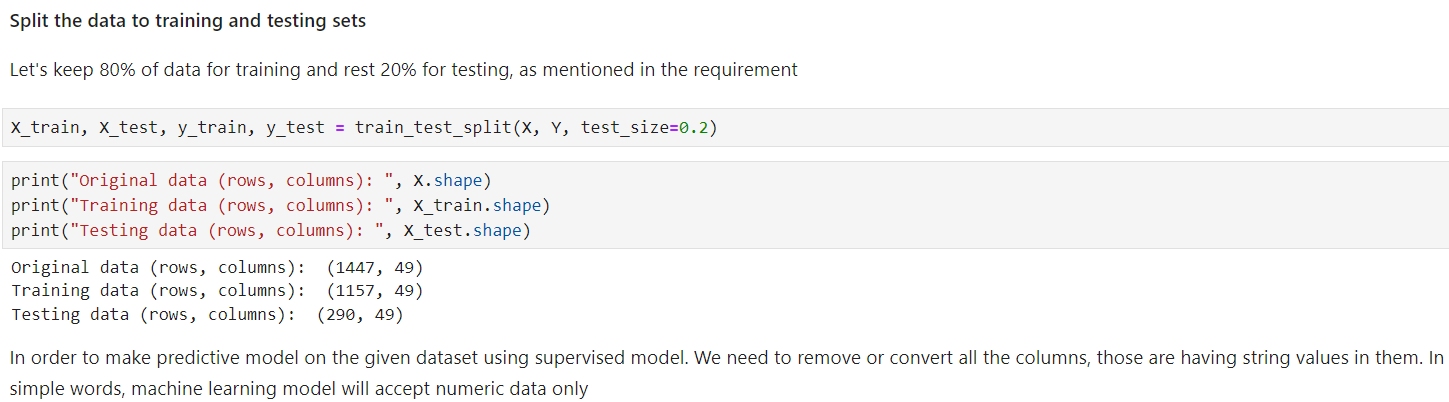 Split the data to training and testing sets
Let's keep 80% of data for training and rest 20% for testing, as mentioned in the requirement
X_train, X_test, y_train, y_test = train_test_split(X, Y, test_size=0.2)
print("Original data (rows, columns): ", X.shape)
print("Training data (rows, columns): ", X_train.shape)
print("Testing data (rows, columns): ", X_test.shape)
Original data (rows, columns):  (1447, 49)
Training data (rows, columns):  (1157, 49)
Testing data (rows, columns):  (290, 49)
In order to make predictive model on the given dataset using supervised model. We need to remove or convert all the columns, those are having string values in them. In
simple words, machine learning model will accept numeric data only